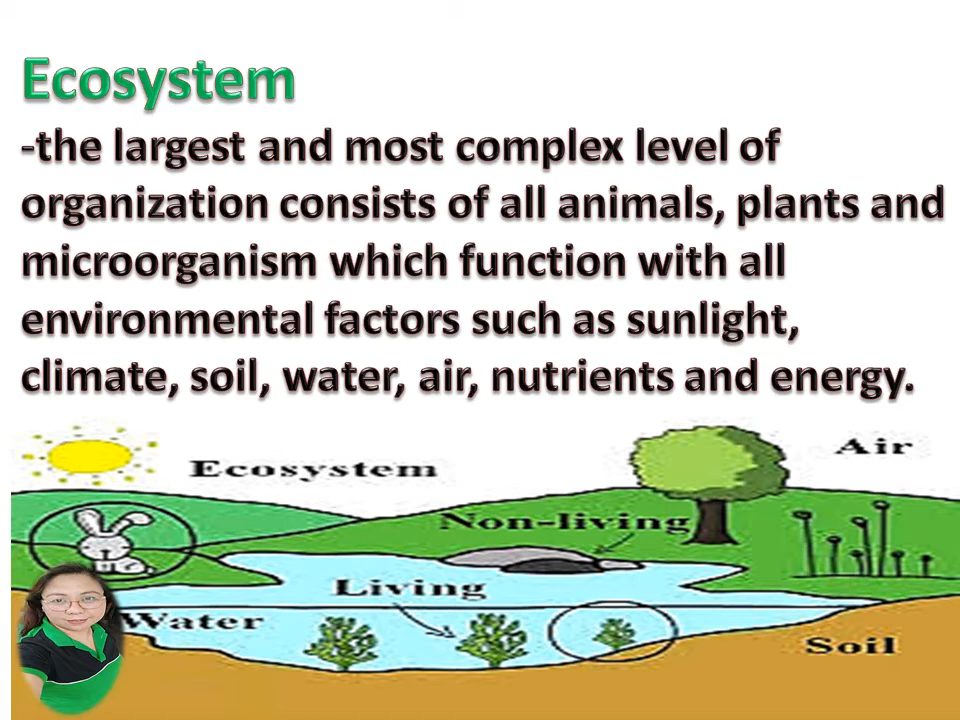 Ecosystem
-the largest and most complex level of
organization consists of all animals, plants and
microorganism which function with all
environmental factors such as sunlight,
climate, soil, water, air, nutrients and energy.
Air
Ecosystem
Non-living
Living
Water
Soil